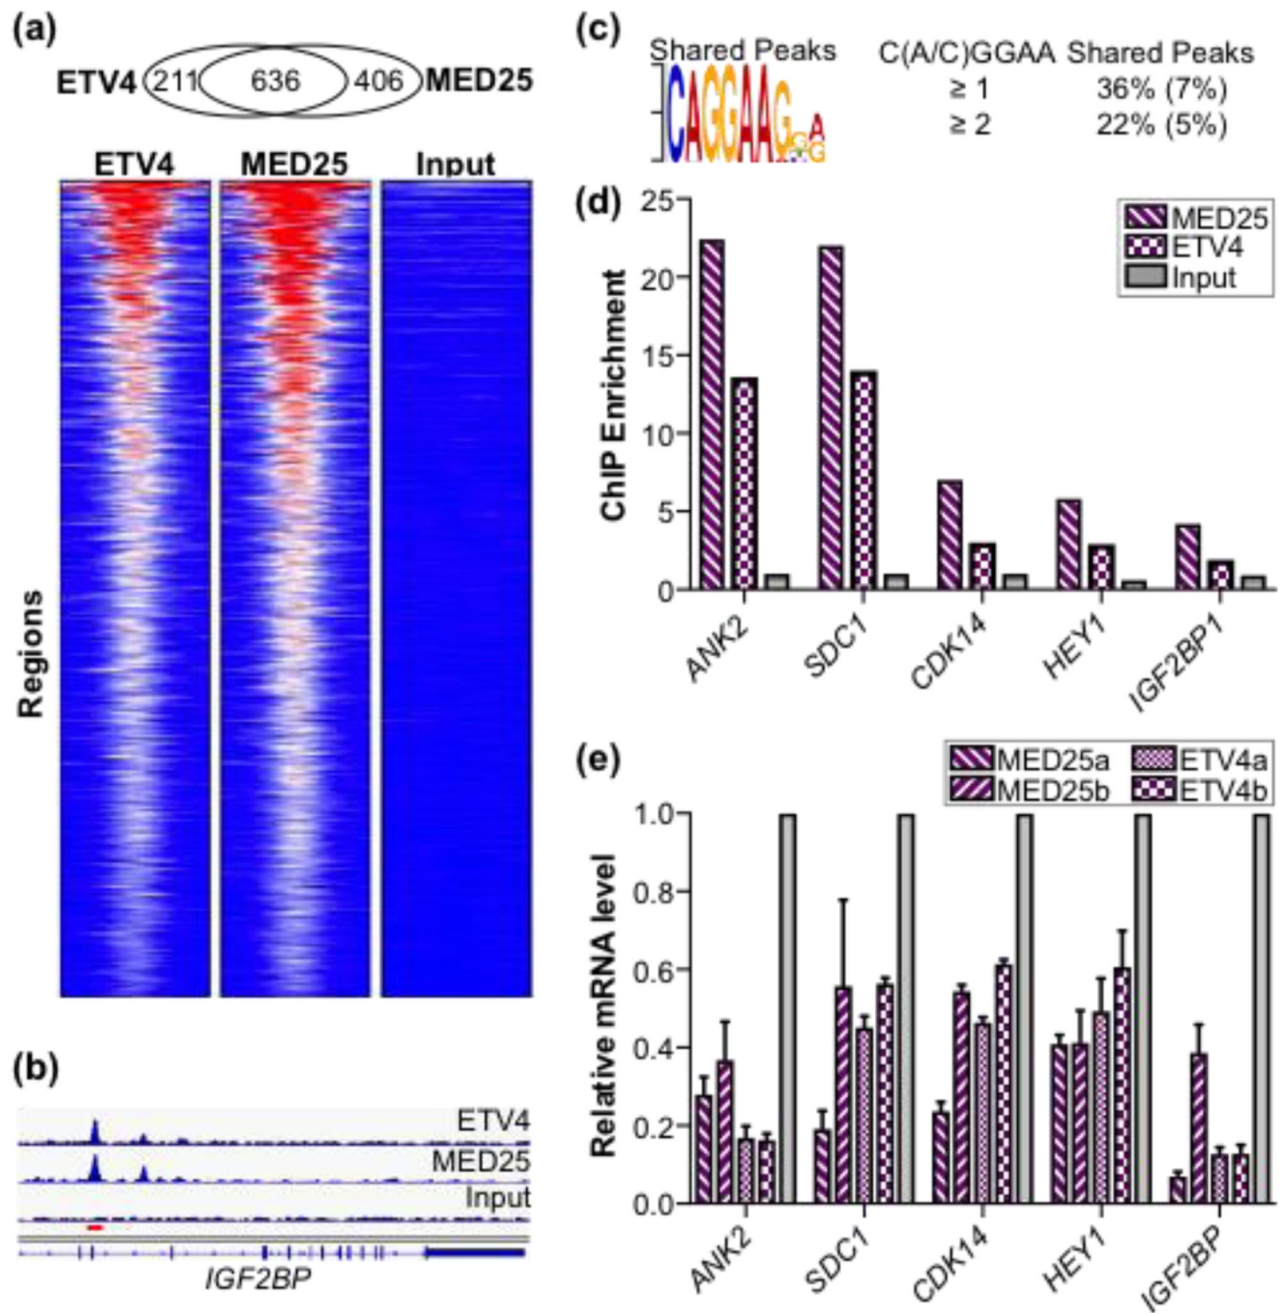 (a)
ETV4 211 636 406 MED25
ETV4 MED25 Input
Regions
(b)
ETV4
MED25
Input
IGF2BP
(c)
Shared Peaks
CAGGAAG
C(A/C)GGAA Shared Peaks
≥ 1 36% (7%)
≥ 2 22% (5%)
(d)
MED25
ETV4
Input
ChIP Enrichment
25
20
15
10
5
0
ANK2 SDC1 CDK14 HEY1 IGF2BP1
(e)
MED25a ETV4a
MED25b ETV4b
Relative mRNA level
1.0
0.8
0.6
0.4
0.2
0.0
ANK2 SDC1 CDK14 HEY1 IGF2BP